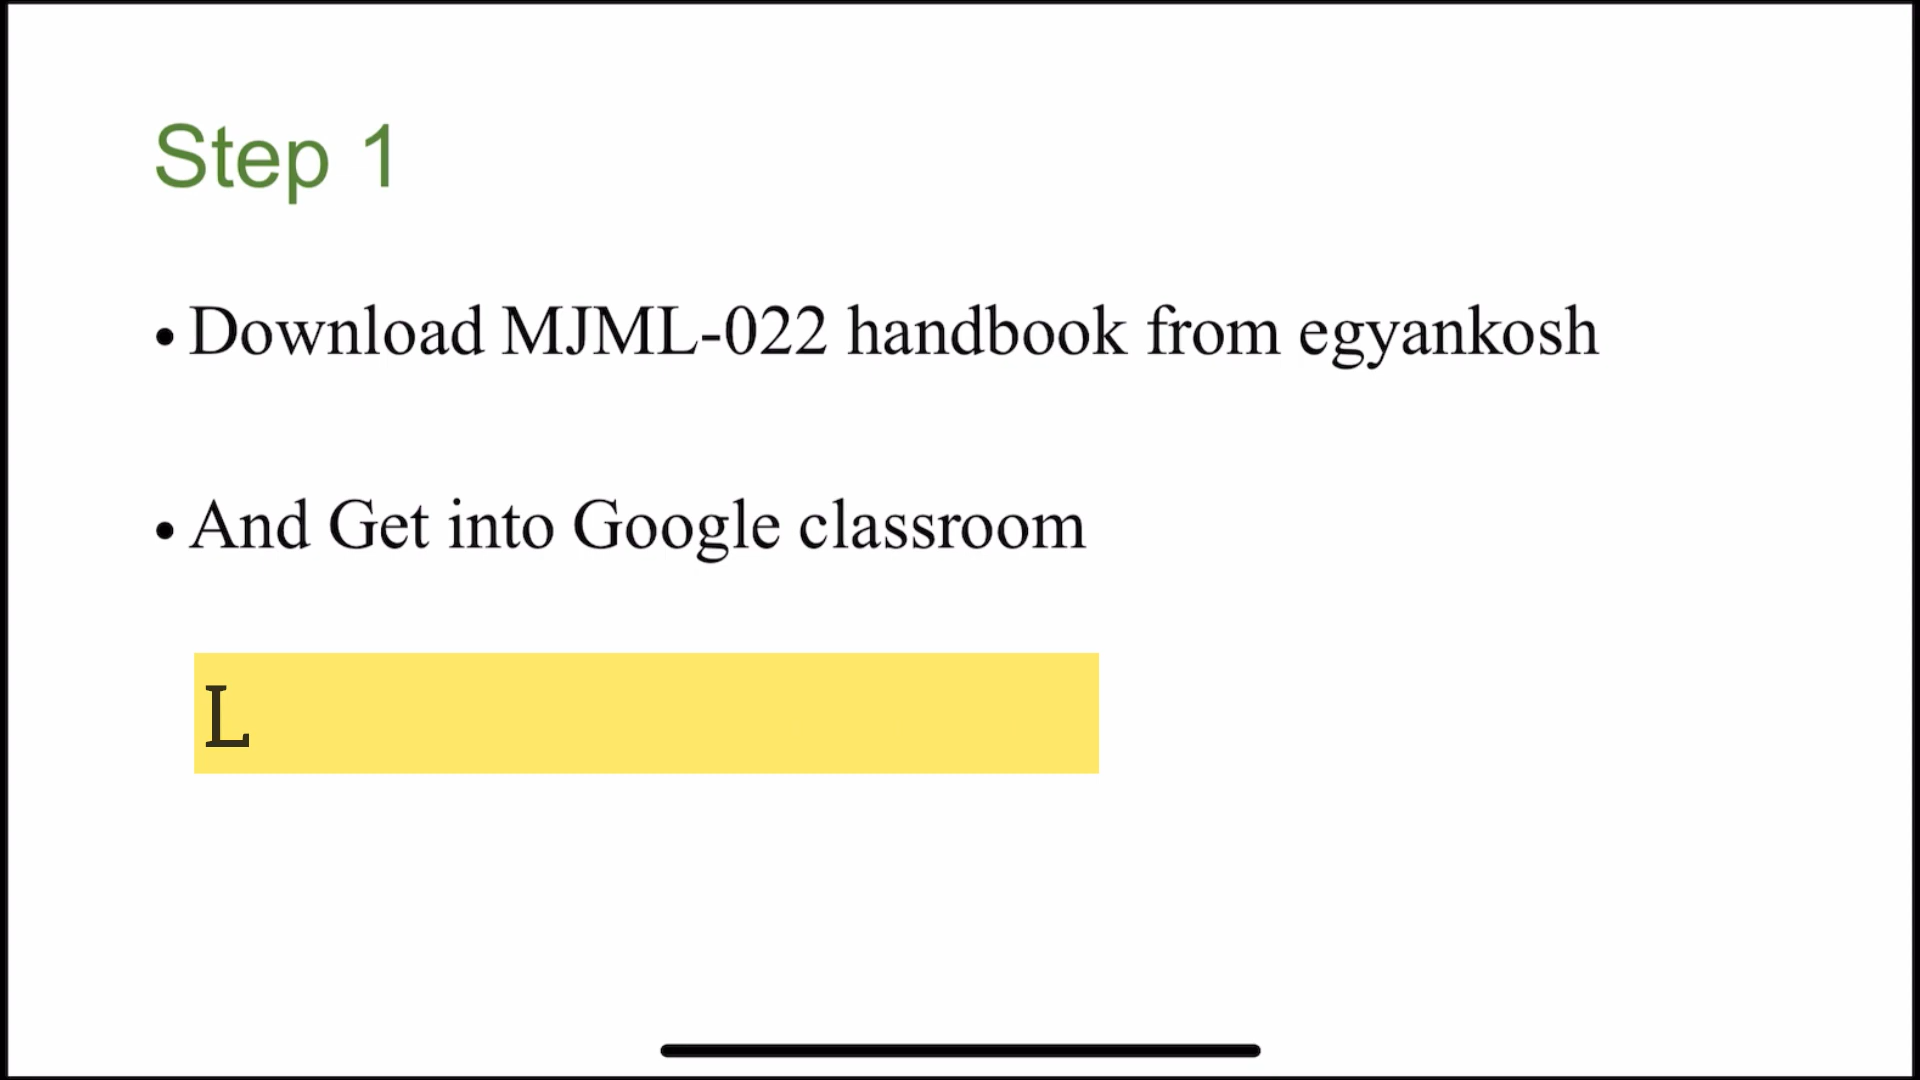 Step 1
• Download MJML-022 handbook from egyankosh
• And Get into Google classroom
L